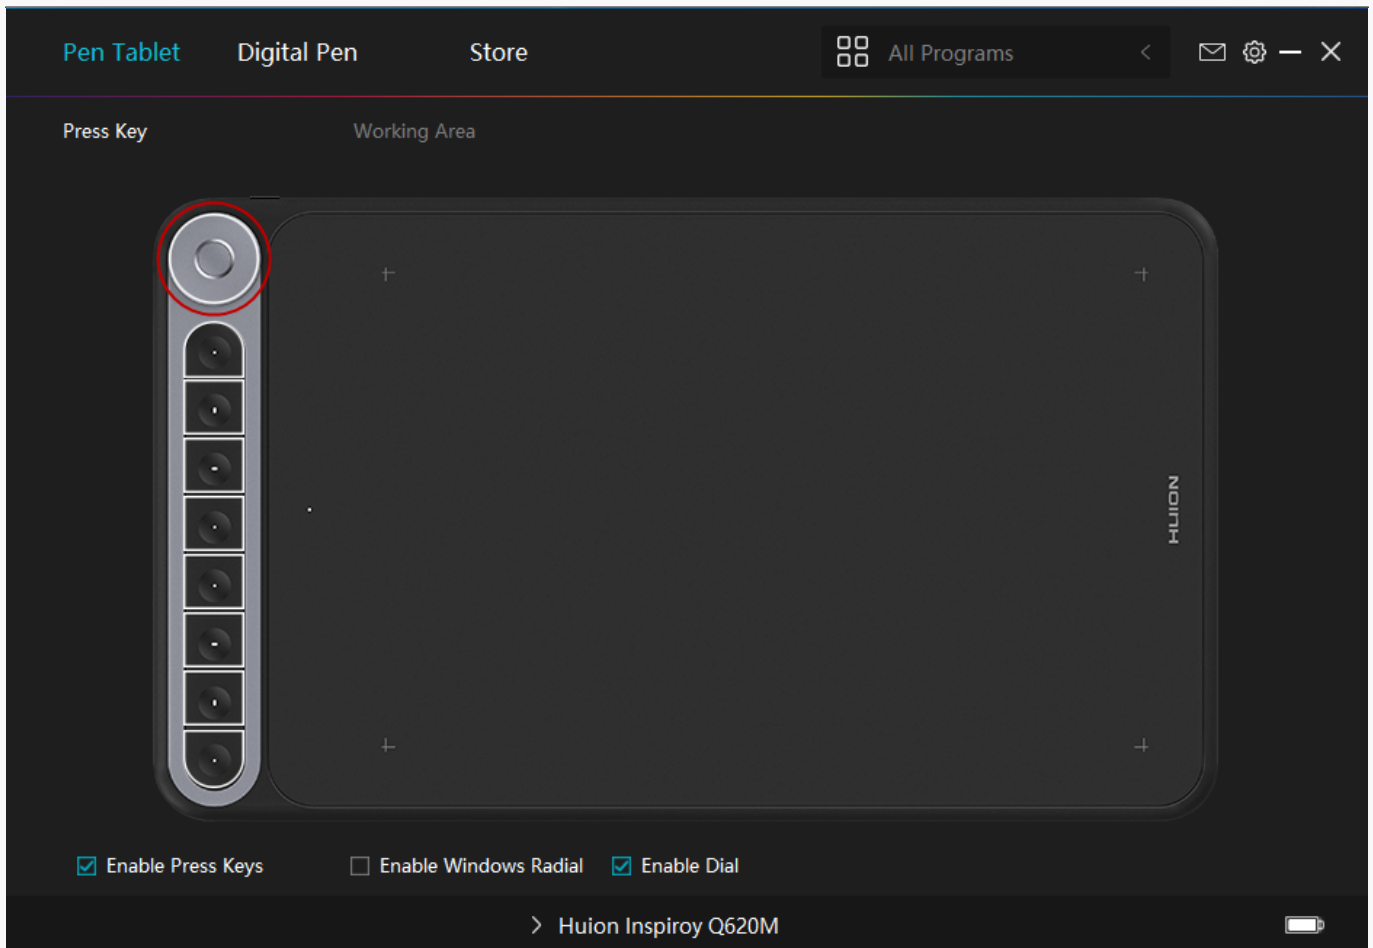 Pen Tablet
Digital Pen
Store
All Programs
Press Key
Working Area
HUION
Enable Press Keys
Enable Windows Radial
Enable Dial
Huion Inspiroy Q620M